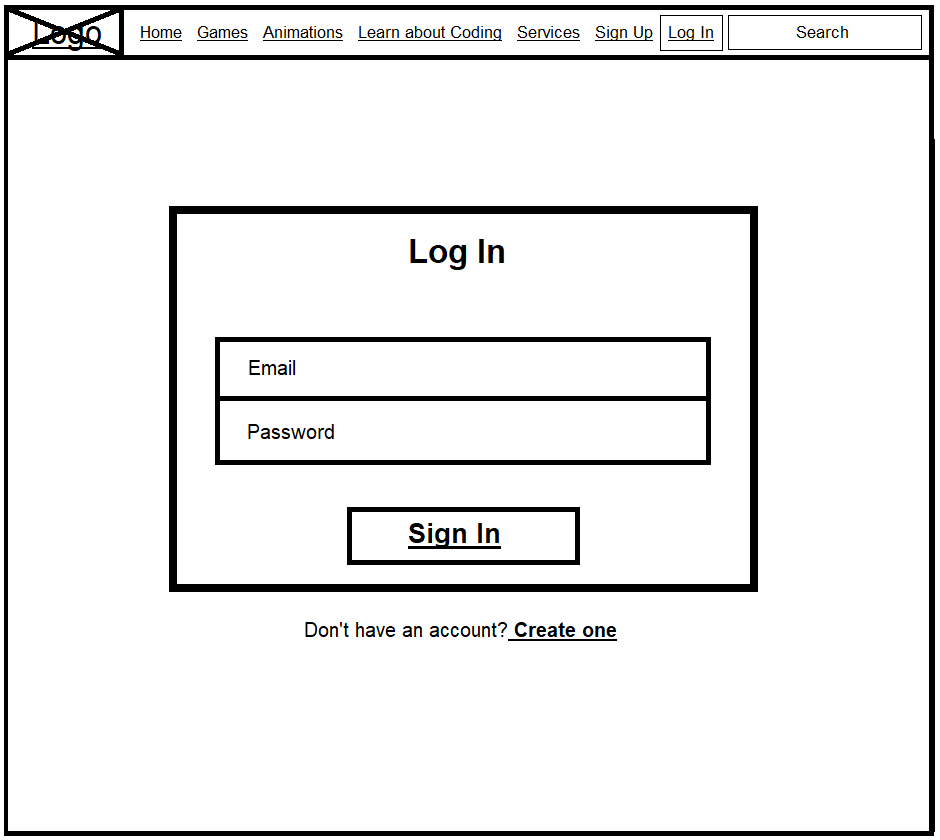 Logo Home Games Animations Learn about Coding Services Sign Up Log In Search
Log In
Email
Password
Sign In
Don't have an account? Create one